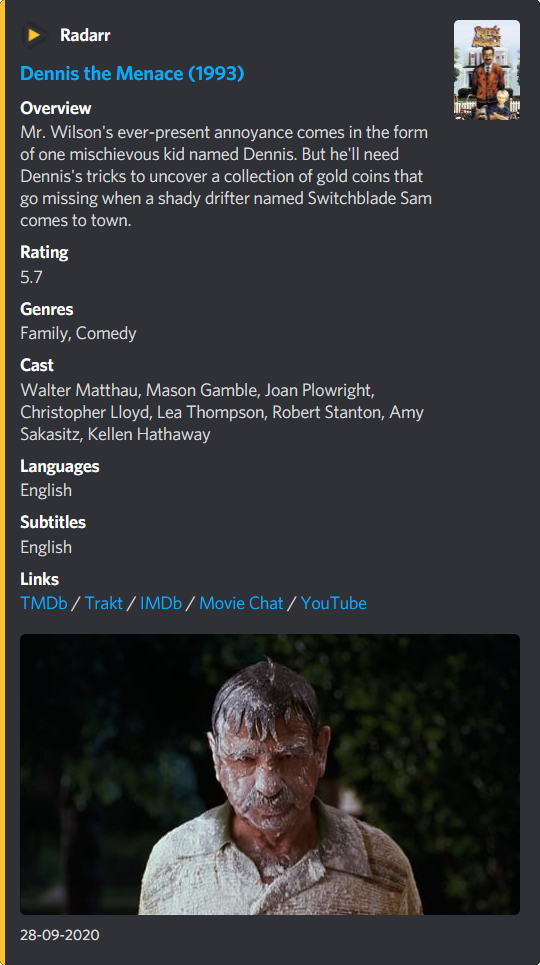 Radarr
Dennis the Menace (1993)
Overview
Mr. Wilson's ever-present annoyance comes in the form
of one mischievous kid named Dennis. But he'll need
Dennis's tricks to uncover a collection of gold coins that
go missing when a shady drifter named Switchblade Sam
comes to town.
Rating
5.7
Genres
Family, Comedy
Cast
Walter Matthau, Mason Gamble, Joan Plowright,
Christopher Lloyd, Lea Thompson, Robert Stanton, Amy
Sakasitz, Kellen Hathaway
Languages
English
Subtitles
English
Links
TMDb / Trakt / IMDb / Movie Chat / YouTube
28-09-2020